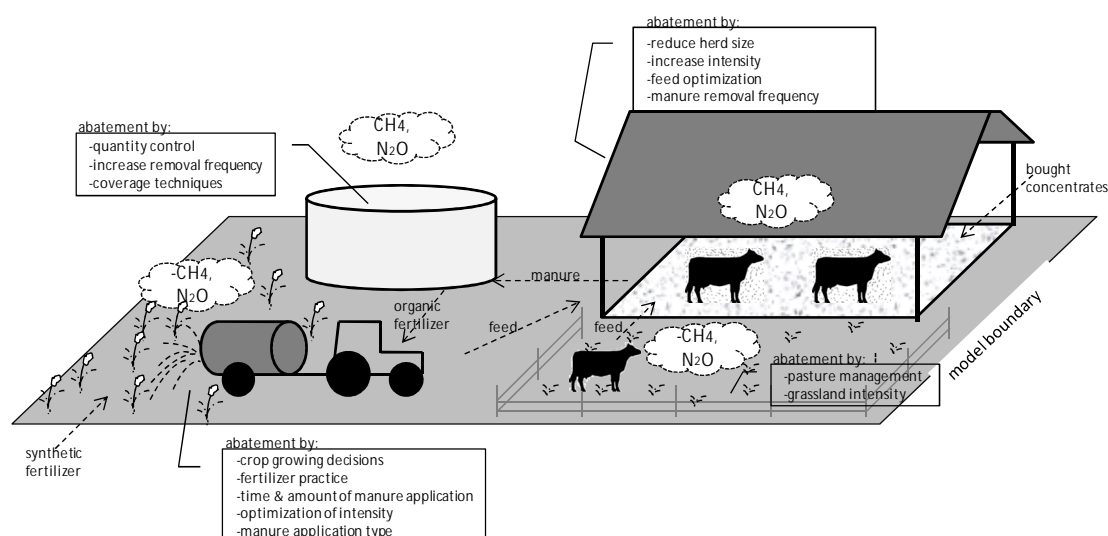 abatement by:
-reduce herd size
-increase intensity
-feed optimization
-manure removal frequency
abatement by:
-quantity control
-increase removal frequency
-coverage techniques
CH4,
N2O
CH4,
N2O
bought
concentrates
-CH4,
N2O
manure
organic
fertilizer
feed
feed
-CH4,
N2O
model boundary
abatement by:
-pasture management
-grassland intensity
synthetic
fertilizer
abatement by:
-crop growing decisions
-fertilizer practice
-time & amount of manure application
-optimization of intensity
-manure application type